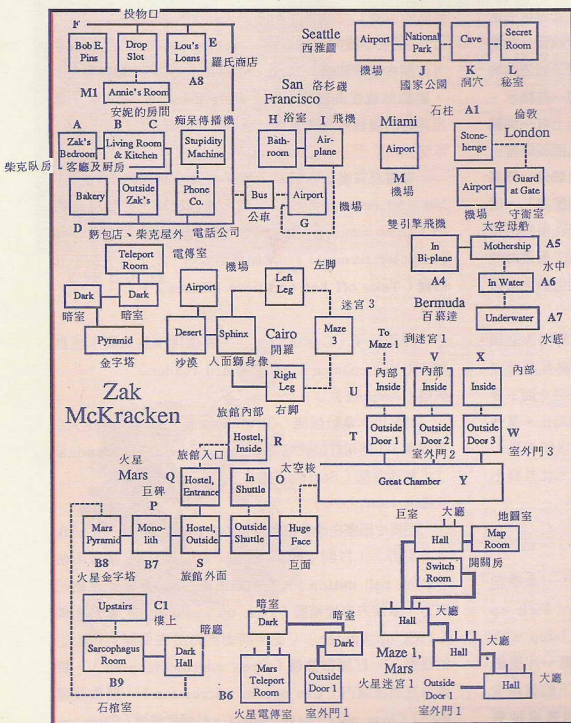 投物口
F
Bob E.
Pins
Drop
Slot
Lou's
Loans
E
羅氏商店
A8
M1
Annie's Room
安妮的房間
A
B
C
痴呆傳播機
Zak's
Bedroom
Living Room
& Kitchen
Stupidity
Machine
柴克臥房
客廳及厨房
Bakery
Outside
Zak's
Phone
Co.
D
麪包店、柴克屋外
電話公司
Seattle
西雅圖
Airport
National
Park
Cave
Secret
Room
機場
J
國家公園
K
洞穴
L
秘室
San
Francisco
洛杉磯
H 浴室
I 飛機
Bath-
room
Air-
plane
Bus
公車
Airport
G
機場
Miami
Airport
M
機場
石柱
A1
倫敦
London
Stone-
henge
Airport
Guard
at Gate
機場
守衛室
雙引擎飛機
太空母船
In
Bi-plane
A4
Mothership
A5
水中
In Water
A6
Bermuda
百慕達
Underwater
A7
水底
Teleport
Room
電傳室
Dark
Dark
暗室
暗室
Pyramid
金字塔
機場
Airport
Desert
沙漠
Sphinx
人面獅身像
Cairo
開羅
Left
Leg
左脚
迷宮 3
Maze
3
Right
Leg
右脚
To
Maze 1
到迷宮 1
V
X
U
內部
Inside
內部
Inside
Inside
內部
T
Outside
Door 1
Outside
Door 2
Outside
Door 3
W
室外門 2
室外門 3
Great Chamber
Y
Zak
McKracken
旅館內部
Hostel,
Inside
R
火星
Mars
旅館入口
Q
巨碑
P
Hostel,
Entrance
In
Shuttle
O
太空梭
Mars
Pyramid
Mono-
lith
Hostel,
Outside
Outside
Shuttle
Huge
Face
B8
B7
S
巨面
火星金字塔
旅館外面
Upstairs
C1
樓上
暗廳
Sarcophagus
Room
Dark
Hall
B9
石棺室
暗室
Dark
暗室
Dark
Mars
Teleport
Room
Outside
Door 1
B6
火星電傳室
室外門 1
巨室
大廳
地圖室
Hall
Map
Room
Switch
Room
開關房
Hall
大廳
Hall
大廳
Maze 1,
Mars
火星迷宮 1
Outside
Door 1
室外門 1
Hall
大廳